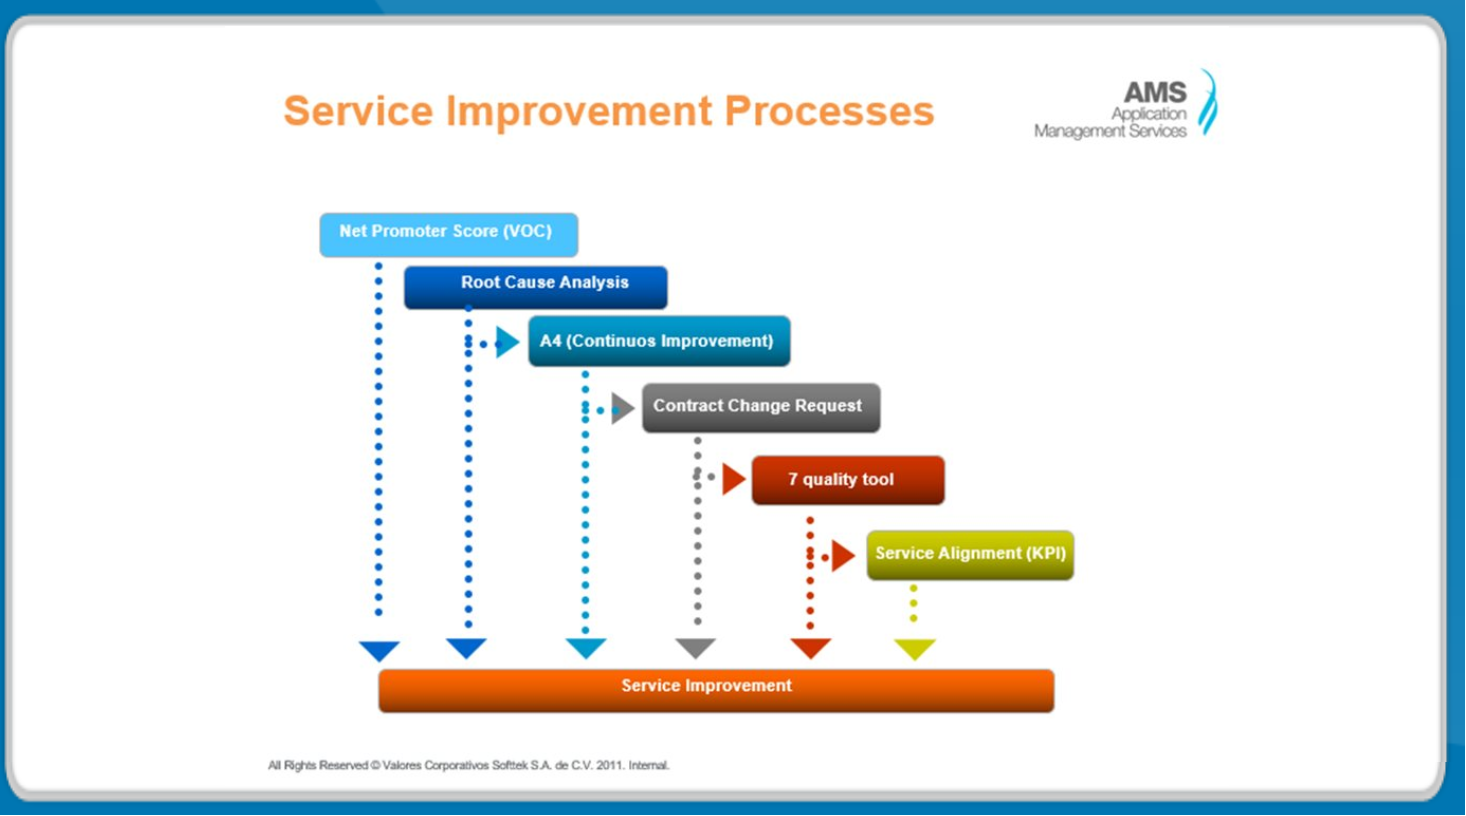 Service Improvement Processes
AMS
Application
Management Services
Net Promoter Score (VOC)
Root Cause Analysis
A4 (Continuos Improvement)
Contract Change Request
7 quality tool
Service Alignment (KPI)
Service Improvement
All Rights Reserved © Valores Corporativos Softtek S.A. de C.V. 2011. Internal.